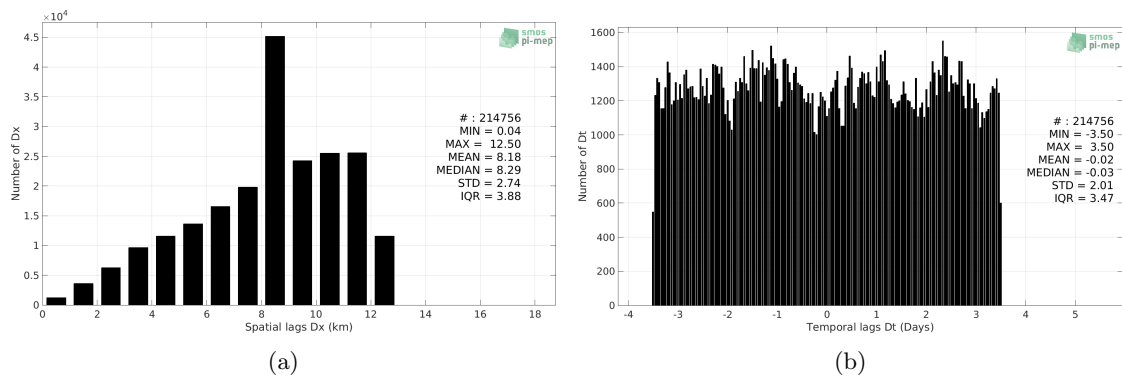 ×10⁴
4.5
4
3.5
3
2.5
2
1.5
1
0.5
0
Number of Dx
0 2 4 6 8 10 12 14 16 18
Spatial lags Dx (km)
smos
pi-mep
# : 214756
MIN = 0.04
MAX = 12.50
MEAN = 8.18
MEDIAN = 8.29
STD = 2.74
IQR = 3.88
(a)
1600
1400
1200
1000
800
600
400
200
0
Number of Dt
-4 -3 -2 -1 0 1 2 3 4 5
Temporal lags Dt (Days)
smos
pi-mep
# : 214756
MIN = -3.50
MAX = 3.50
MEAN = -0.02
MEDIAN = -0.03
STD = 2.01
IQR = 3.47
(b)